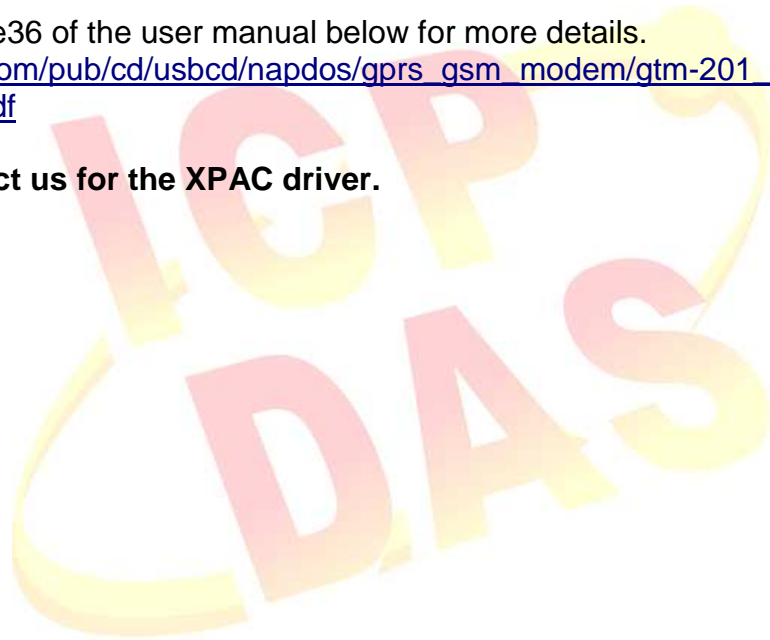 e36 of the user manual below for more details.
om/pub/cd/usbcd/napdos/gprs_gsm_modem/gtm-201_
df
ct us for the XPAC driver.
ICP
DAS